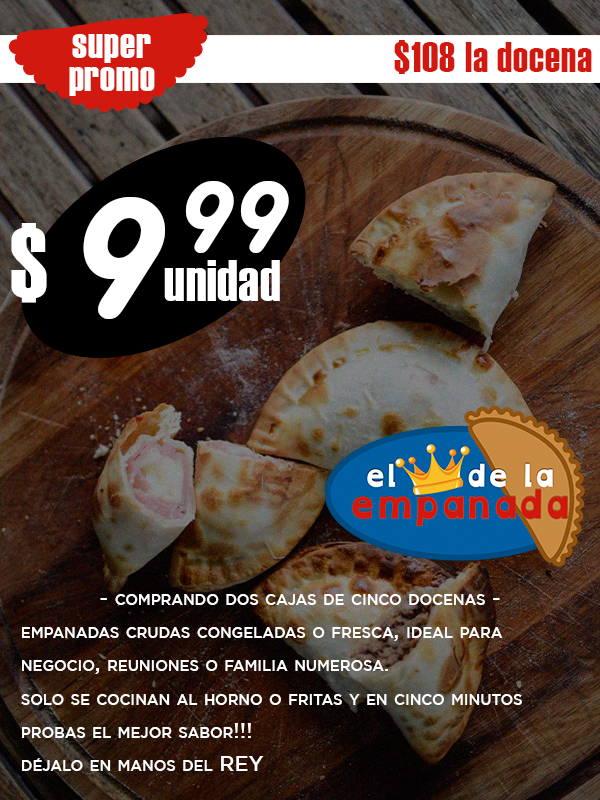 super
promo
$108 la docena
$ 9 99
unidad
el de la
empanada
- COMPRANDO DOS CAJAS DE CINCO DOCENAS -
EMPANADAS CRUDAS CONGELADAS O FRESCA, IDEAL PARA
NEGOCIO, REUNIONES O FAMILIA NUMEROSA.
SOLO SE COCINAN AL HORNO O FRITAS Y EN CINCO MINUTOS
PROBAS EL MEJOR SABOR!!!
DÉJALO EN MANOS DEL REY